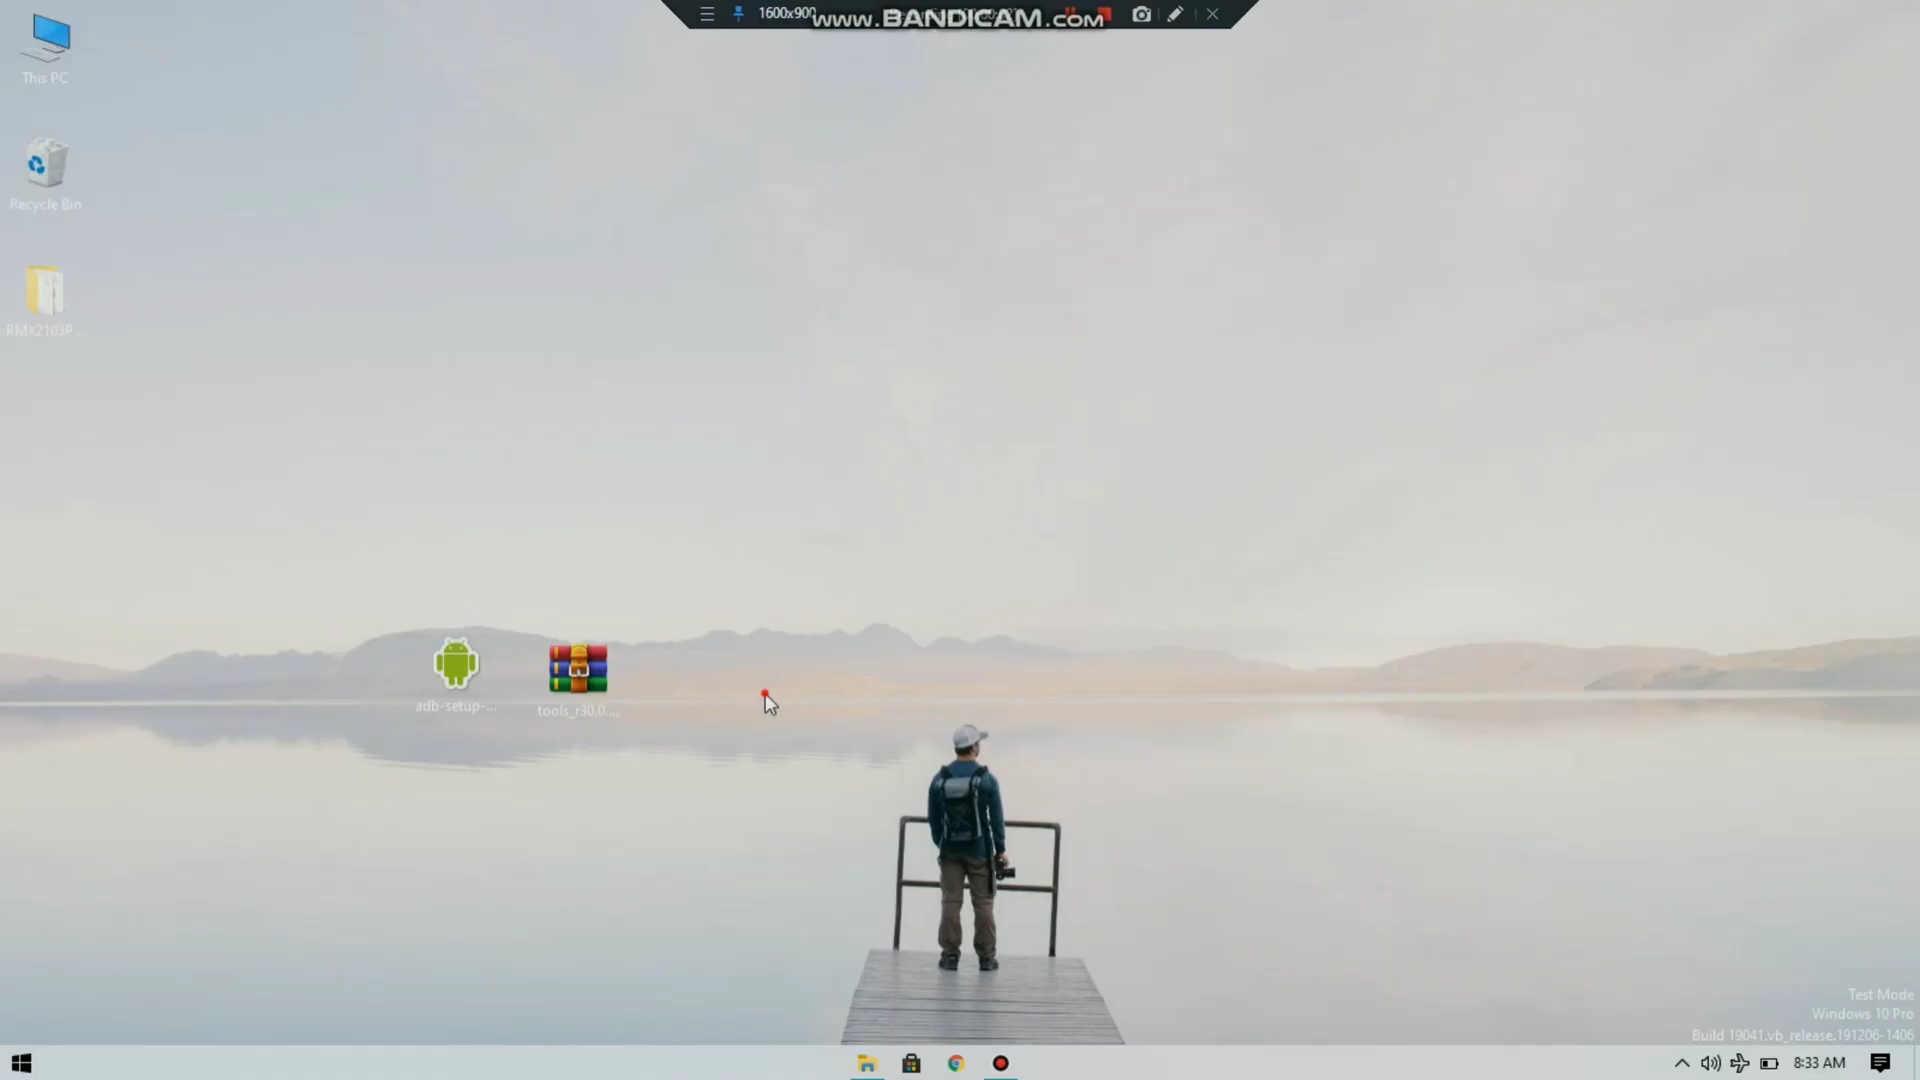 1600x900
www.BANDICAM.com
This PC
Recycle Bin
RMX2103P...
adb-setup-...
tools_r30.0....
Test Mode
Windows 10 Pro
Build 19041.vb_release.191206-1406
8:33 AM